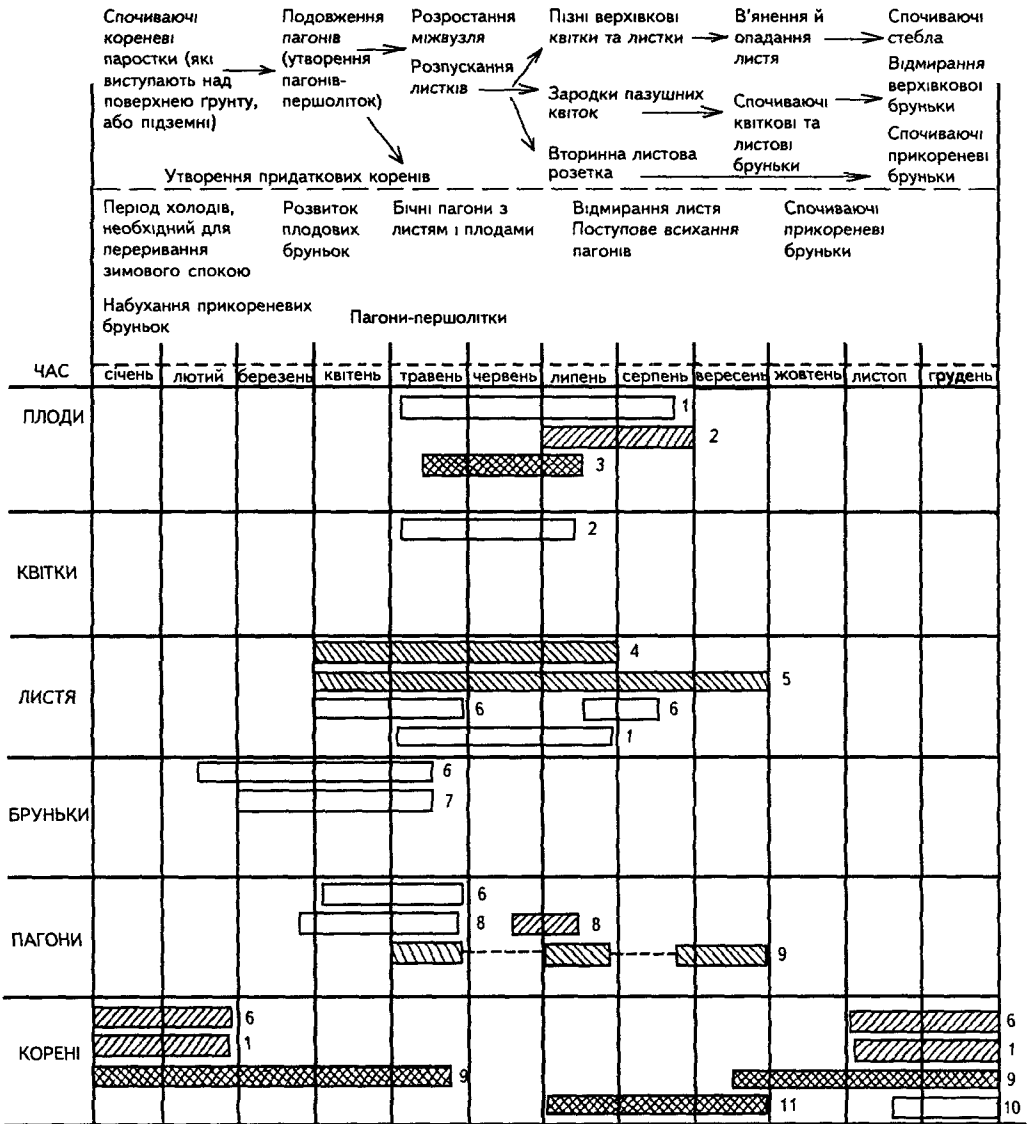 Спочиваючі
кореневі
паростки (які
виступають над
поверхнею ґрунту,
або підземні)
Подовження
пагонів
(утворення
пагонів-
першоліток)
Розростання
міжвузля
Розпускання
листків
Пізні верхівкові
квітки та листки
Зародки пазушних
квіток
Вторинна листова
розетка
В'янення й
опадання
листя
Спочиваючі
квіткові та
листові
бруньки
Спочиваючі
стебла
Відмирання
верхівкової
бруньки
Спочиваючі
прикореневі
бруньки
Утворення придаткових коренів
Період холодів,
необхідний для
переривання
зимового спокою
Розвиток
плодових
бруньок
Бічні пагони з
листям і плодами
Відмирання листя
Поступове всихання
пагонів
Спочиваючі
прикореневі
бруньки
Набухання прикореневих
бруньок
Пагони-першолітки
ЧАС січень лютий березень квітень травень червень липень серпень вересень жовтень листоп грудень
ПЛОДИ
1
2
3
КВІТКИ
2
ЛИСТЯ
4
5
6 6
1
БРУНЬКИ
6
7
ПАГОНИ
6
8 8
9
КОРЕНІ
6 6
1 1
9 9
11 10